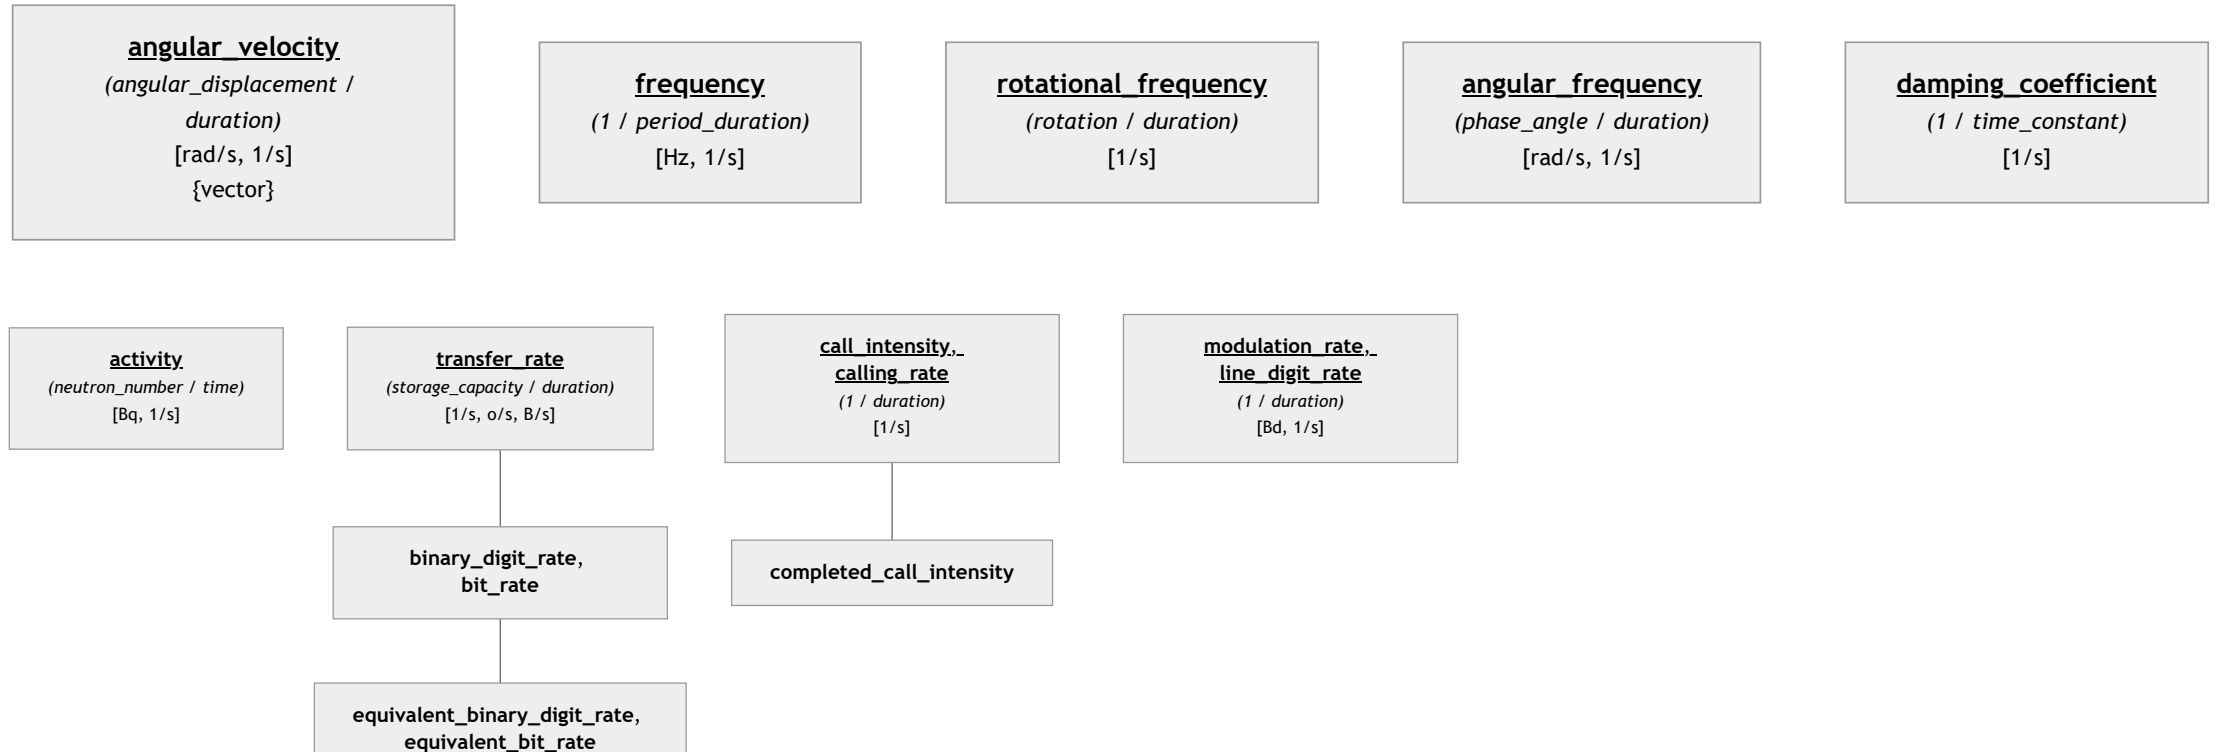 angular_velocity
(angular_displacement /
duration)
[rad/s, 1/s]
{vector}
frequency
(1 / period_duration)
[Hz, 1/s]
rotational_frequency
(rotation / duration)
[1/s]
angular_frequency
(phase_angle / duration)
[rad/s, 1/s]
damping_coefficient
(1 / time_constant)
[1/s]
activity
(neutron_number / time)
[Bq, 1/s]
transfer_rate
(storage_capacity / duration)
[1/s, o/s, B/s]
call_intensity,
calling_rate
(1 / duration)
[1/s]
modulation_rate,
line_digit_rate
(1 / duration)
[Bd, 1/s]
binary_digit_rate,
bit_rate
completed_call_intensity
equivalent_binary_digit_rate,
equivalent_bit_rate